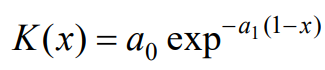 K(x) = a₀ exp^{-a₁(1-x)}